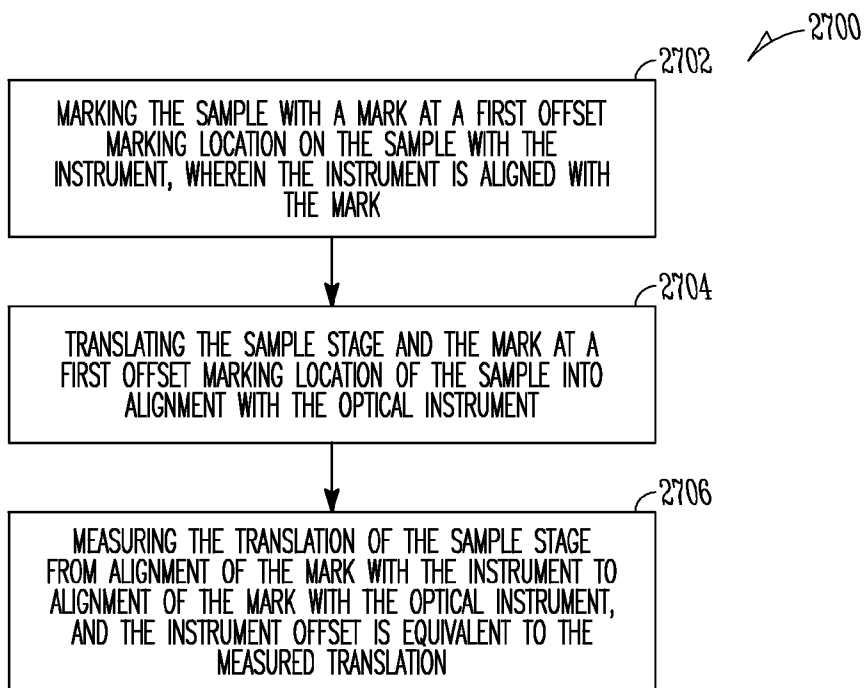 2700
2702
MARKING THE SAMPLE WITH A MARK AT A FIRST OFFSET
MARKING LOCATION ON THE SAMPLE WITH THE
INSTRUMENT, WHEREIN THE INSTRUMENT IS ALIGNED WITH
THE MARK
2704
TRANSLATING THE SAMPLE STAGE AND THE MARK AT A
FIRST OFFSET MARKING LOCATION OF THE SAMPLE INTO
ALIGNMENT WITH THE OPTICAL INSTRUMENT
2706
MEASURING THE TRANSLATION OF THE SAMPLE STAGE
FROM ALIGNMENT OF THE MARK WITH THE INSTRUMENT TO
ALIGNMENT OF THE MARK WITH THE OPTICAL INSTRUMENT,
AND THE INSTRUMENT OFFSET IS EQUIVALENT TO THE
MEASURED TRANSLATION